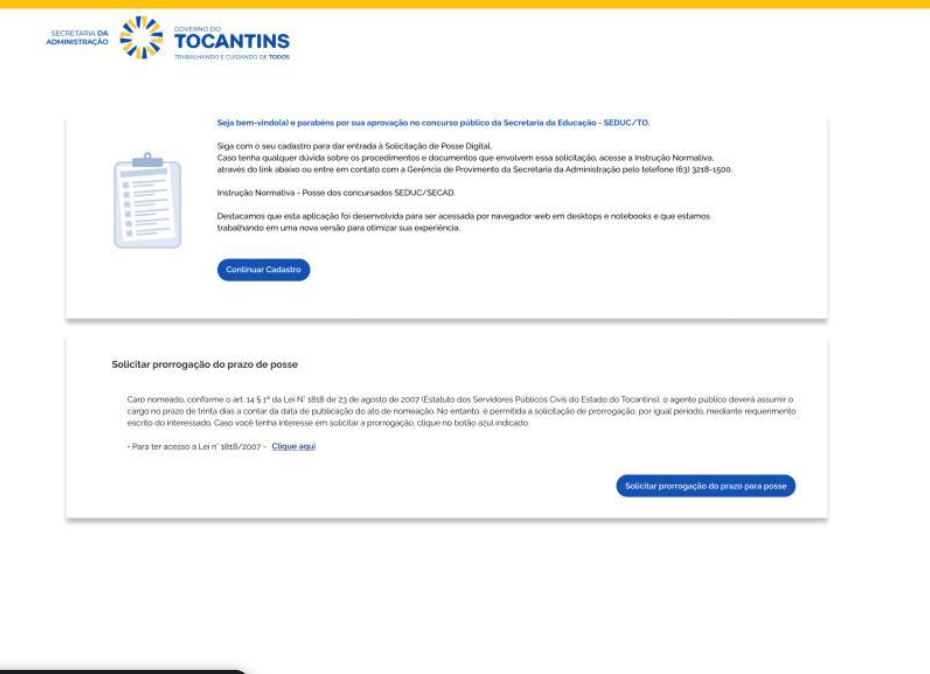 SECRETARIA DA
ADMINISTRAÇÃO
GOVERNO DO
TOCANTINS
TRABALHANDO E CUIDANDO DE TODOS
Seja bem-vindo(a) e parabéns por sua aprovação no concurso público da Secretaria da Educação - SEDUC/TO.
Siga com o seu cadastro para dar entrada à Solicitação de Posse Digital.
Caso tenha qualquer dúvida sobre os procedimentos e documentos que envolvem essa solicitação, acesse a Instrução Normativa,
através do link abaixo ou entre em contato com a Gerência de Provimento da Secretaria da Administração pelo telefone (63) 3218-1500.
Instrução Normativa - Posse dos concursados SEDUC/SECAD.
Destacamos que esta aplicação foi desenvolvida para ser acessada por navegador web em desktops e notebooks e que estamos
trabalhando em uma nova versão para otimizar sua experiência.
Continuar Cadastro
Solicitar prorrogação do prazo de posse
Caro nomeado, conforme o art. 14 § 1º da Lei N° 1818 de 23 de agosto de 2007 (Estatuto dos Servidores Públicos Civis do Estado do Tocantins), o agente público deverá assumir o
cargo no prazo de trinta dias a contar da data de publicação do ato de nomeação. No entanto, é permitida a solicitação de prorrogação, por igual período, mediante requerimento
escrito do interessado. Caso você tenha interesse em solicitar a prorrogação, clique no botão azul indicado.
- Para ter acesso a Lei n° 1818/2007 - Clique aqui
Solicitar prorrogação do prazo para posse